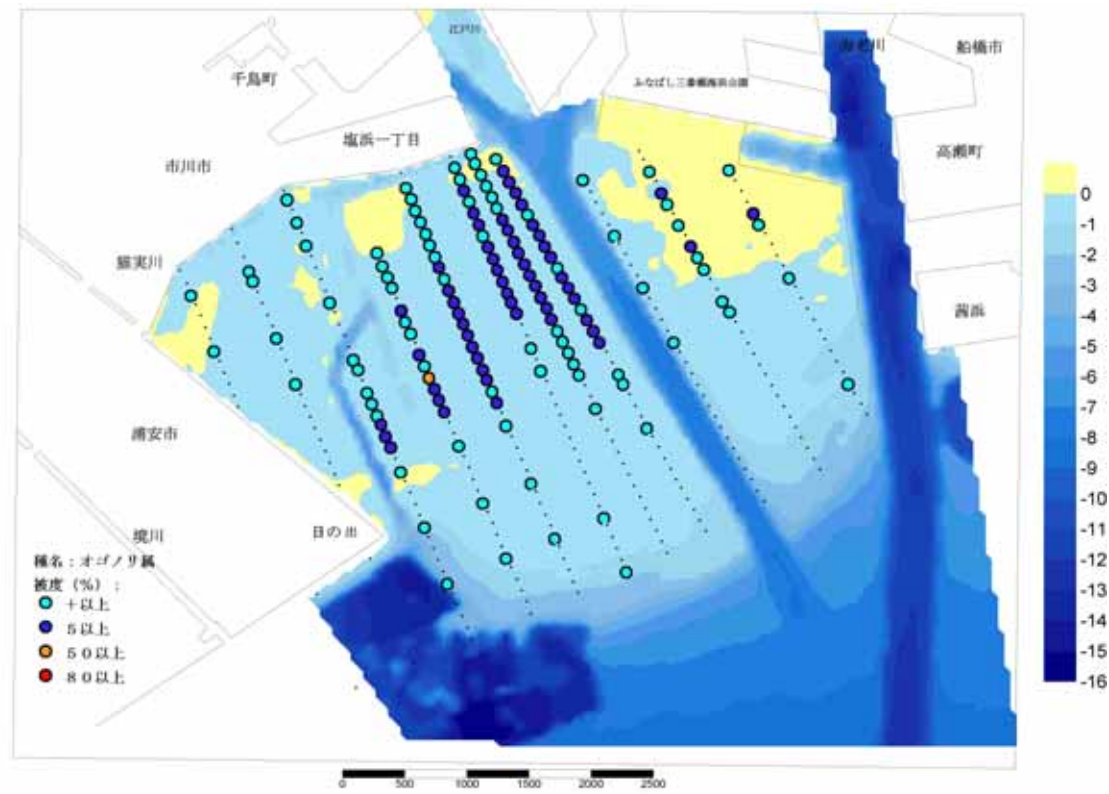 江戸川
船橋市
千鳥町
ふなばし三番瀬海浜公園
塩浜一丁目
高瀬町
市川市
猫実川
茜浜
浦安市
境川
日の出
種名：オゴノリ属
被度（%）：
＋以上
５以上
５０以上
８０以上
0
-1
-2
-3
-4
-5
-6
-7
-8
-9
-10
-11
-12
-13
-14
-15
-16
0 500 1000 1500 2000 2500